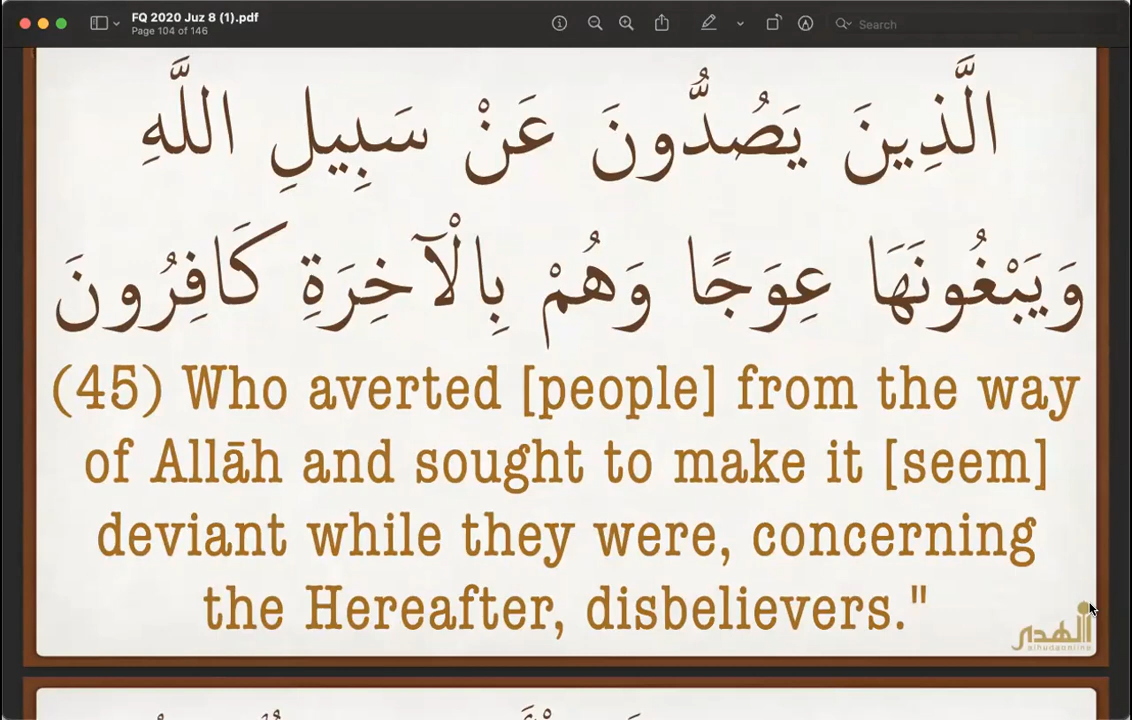 FQ 2020 Juz 8 (1).pdf
Page 104 of 146
Search
الَّذِينَ يَصُدُّونَ عَنْ سَبِيلِ اللَّهِ
وَيَبْغُونَهَا عِوَجًا وَهُمْ بِالْآخِرَةِ كَافِرُونَ
(45) Who averted [people] from the way
of Allāh and sought to make it [seem]
deviant while they were, concerning
the Hereafter, disbelievers."
الهدى
alhudaonline